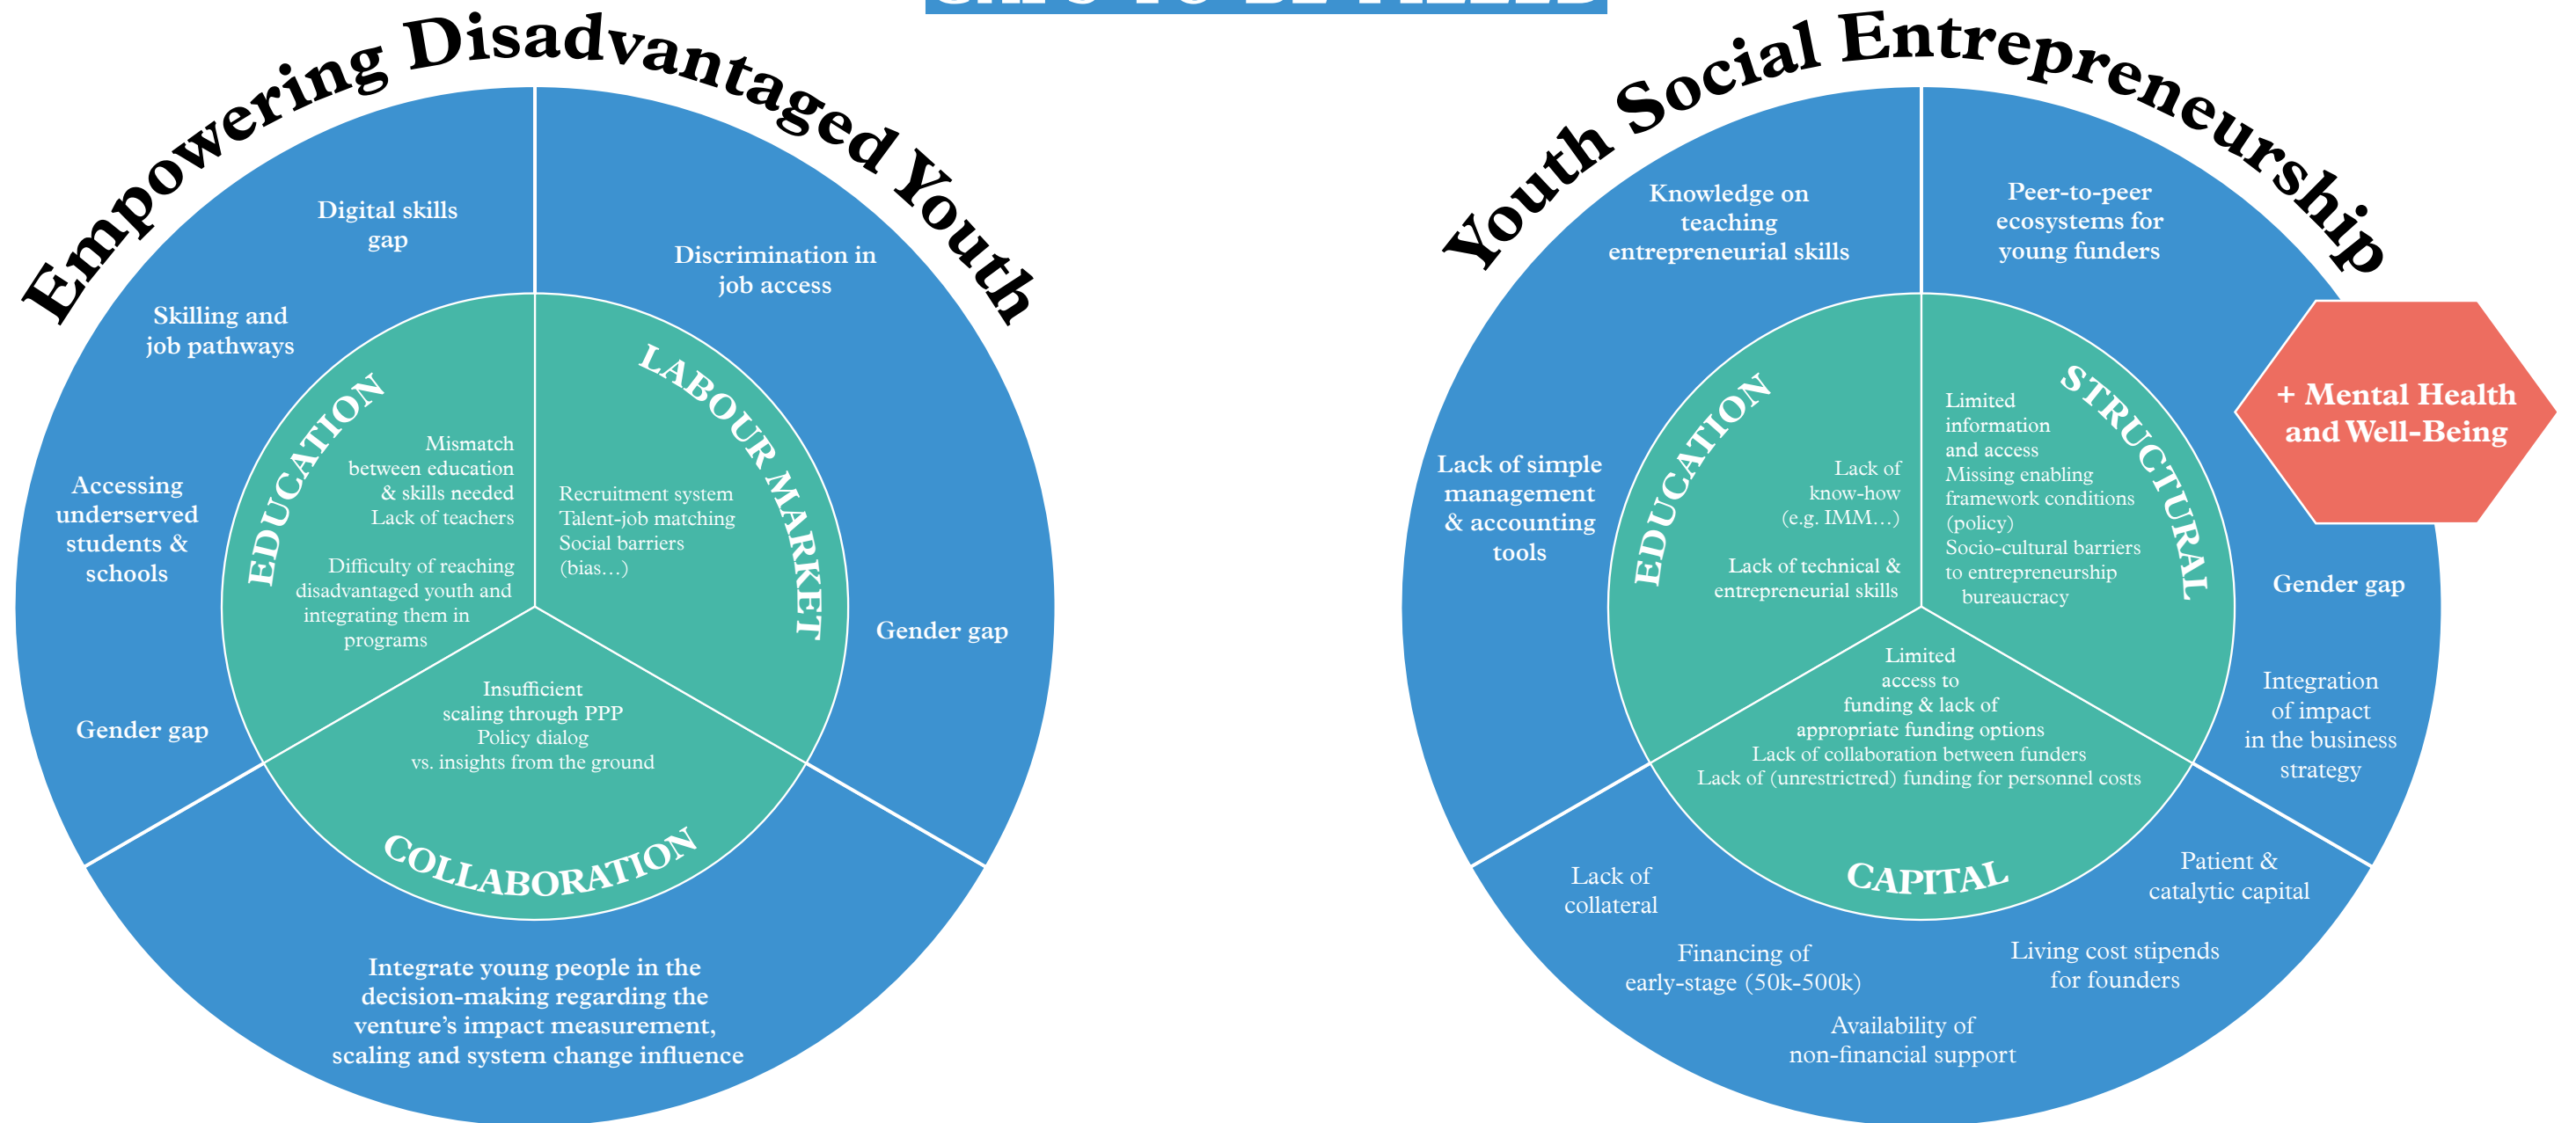 GAPS TO BE FILLED
Empowering Disadvantaged Youth
Digital skills
gap
Skilling and
job pathways
Accessing
underserved
students &
schools
Gender gap
EDUCATION
Mismatch
between education
& skills needed
Lack of teachers
Difficulty of reaching
disadvantaged youth and
integrating them in
programs
Discrimination in
job access
Gender gap
LABOUR MARKET
Recruitment system
Talent-job matching
Social barriers
(bias...)
Insufficient
scaling through PPP
Policy dialog
vs. insights from the ground
COLLABORATION
Integrate young people in the
decision-making regarding the
venture's impact measurement,
scaling and system change influence
Youth Social Entrepreneurship
Knowledge on
teaching
entrepreneurial skills
Lack of simple
management
& accounting
tools
EDUCATION
Lack of
know-how
(e.g. IMM...)
Lack of technical &
entrepreneurial skills
Peer-to-peer
ecosystems for
young funders
+ Mental Health
and Well-Being
Gender gap
Integration
of impact
in the business
strategy
STRUCTURAL
Limited
information
and access
Missing enabling
framework conditions
(policy)
Socio-cultural barriers
to entrepreneurship
bureaucracy
Limited
access to
funding & lack of
appropriate funding options
Lack of collaboration between funders
Lack of (unrestrictred) funding for personnel costs
CAPITAL
Lack of
collateral
Financing of
early-stage (50k-500k)
Availability of
non-financial support
Living cost stipends
for founders
Patient &
catalytic capital